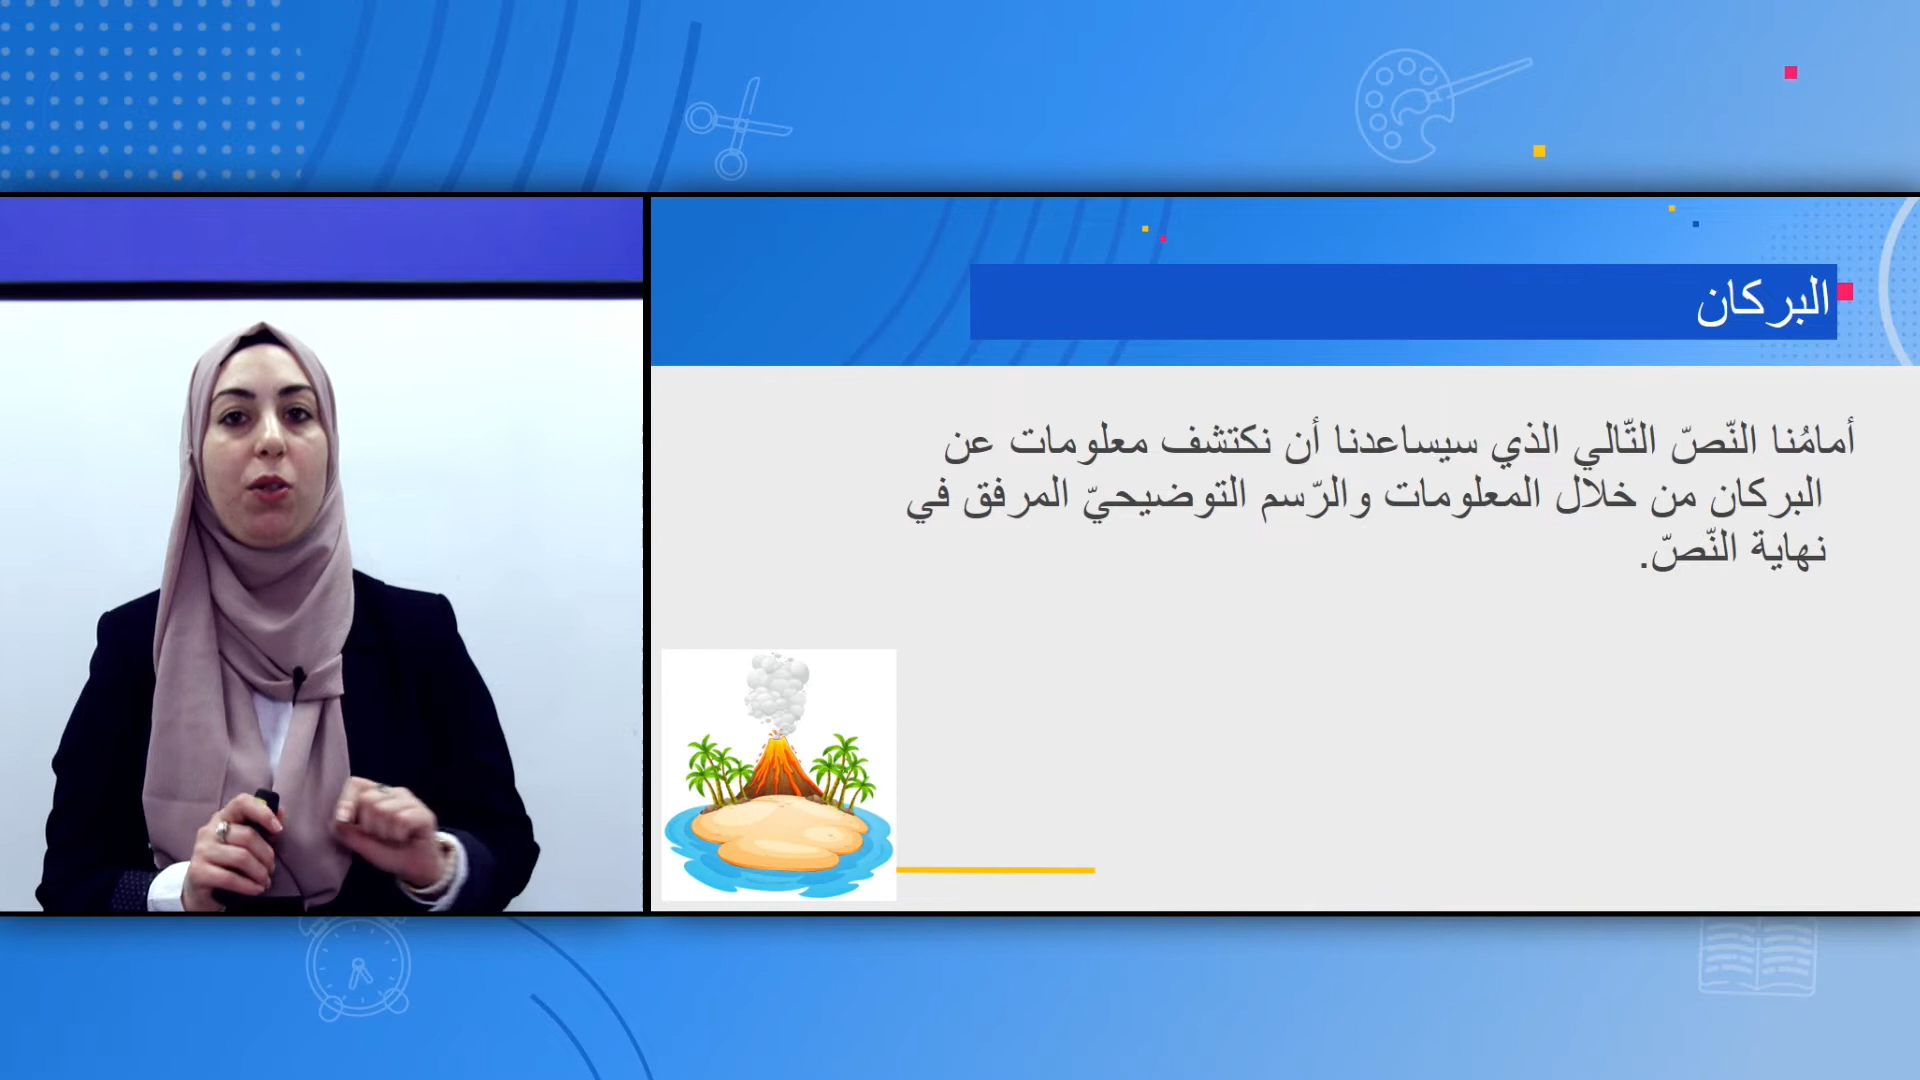 البركان
أمامُنا النّصّ التّالي الذي سيساعدنا أن نكتشف معلومات عن
البركان من خلال المعلومات والرّسم التوضيحيّ المرفق في
نهاية النّصّ.